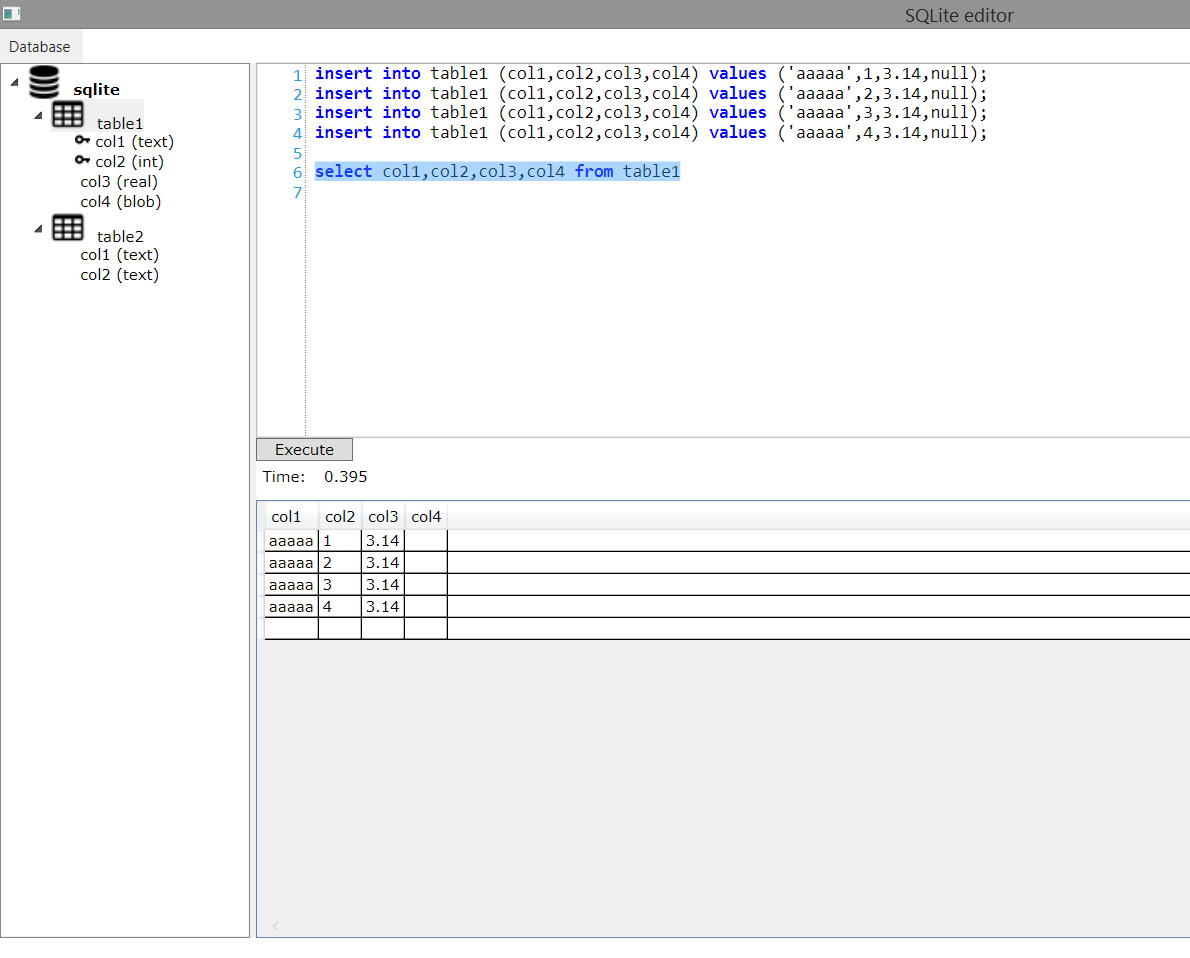 SQLite editor
Database
sqlite
table1
col1 (text)
col2 (int)
col3 (real)
col4 (blob)
table2
col1 (text)
col2 (text)
1 insert into table1 (col1,col2,col3,col4) values ('aaaaa',1,3.14,null);
2 insert into table1 (col1,col2,col3,col4) values ('aaaaa',2,3.14,null);
3 insert into table1 (col1,col2,col3,col4) values ('aaaaa',3,3.14,null);
4 insert into table1 (col1,col2,col3,col4) values ('aaaaa',4,3.14,null);
5
6 select col1,col2,col3,col4 from table1
7
Execute
Time: 0.395
col1 col2 col3 col4
aaaaa 1 3.14
aaaaa 2 3.14
aaaaa 3 3.14
aaaaa 4 3.14